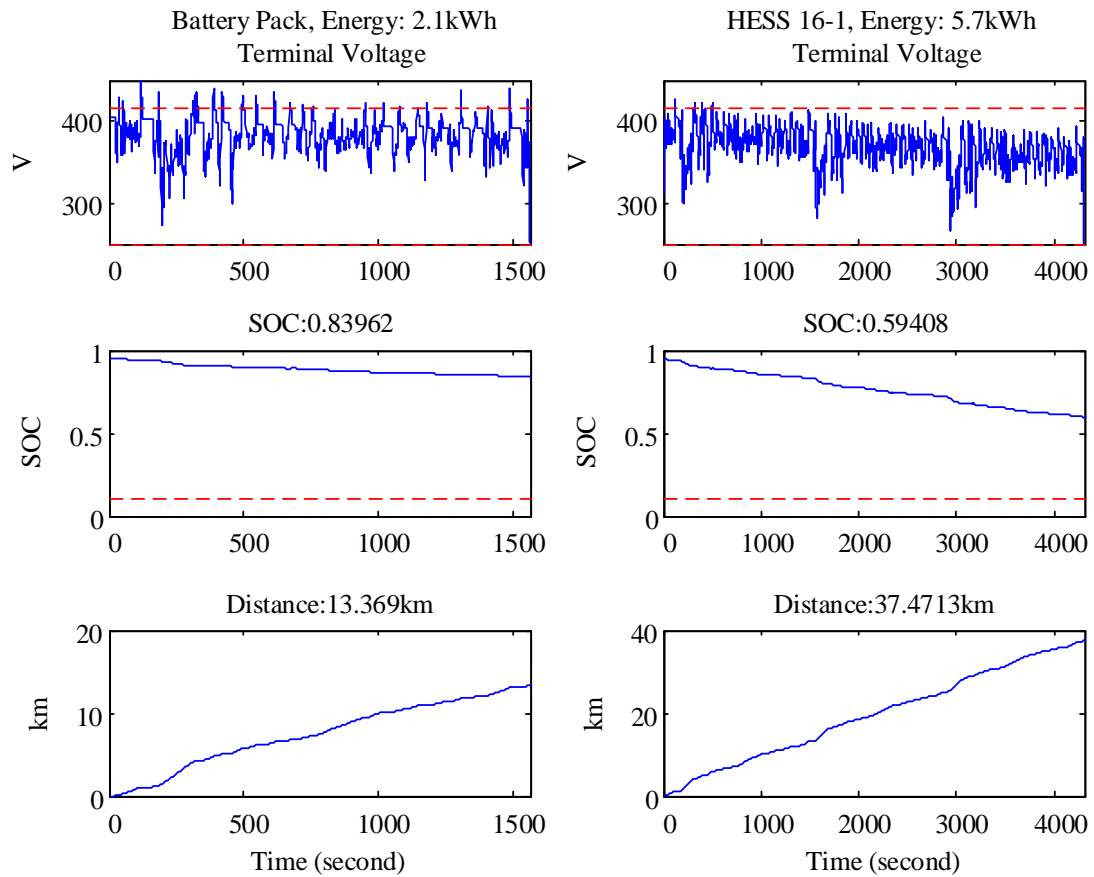 Battery Pack, Energy: 2.1kWh
Terminal Voltage
400
300
V
0 500 1000 1500
SOC:0.83962
1
0.5
0
SOC
0 500 1000 1500
Distance:13.369km
20
10
0
km
0 500 1000 1500
Time (second)
HESS 16-1, Energy: 5.7kWh
Terminal Voltage
400
300
V
0 1000 2000 3000 4000
SOC:0.59408
1
0.5
0
SOC
0 1000 2000 3000 4000
Distance:37.4713km
40
20
0
km
0 1000 2000 3000 4000
Time (second)